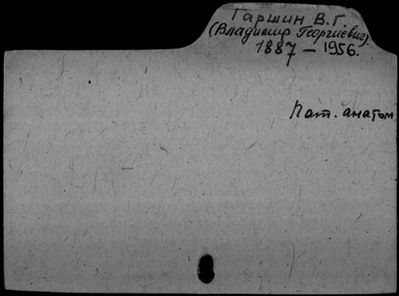 Гаршин В. Г.
(Владимир Георгиевич).
1887 – 1956.
Пат. анатом